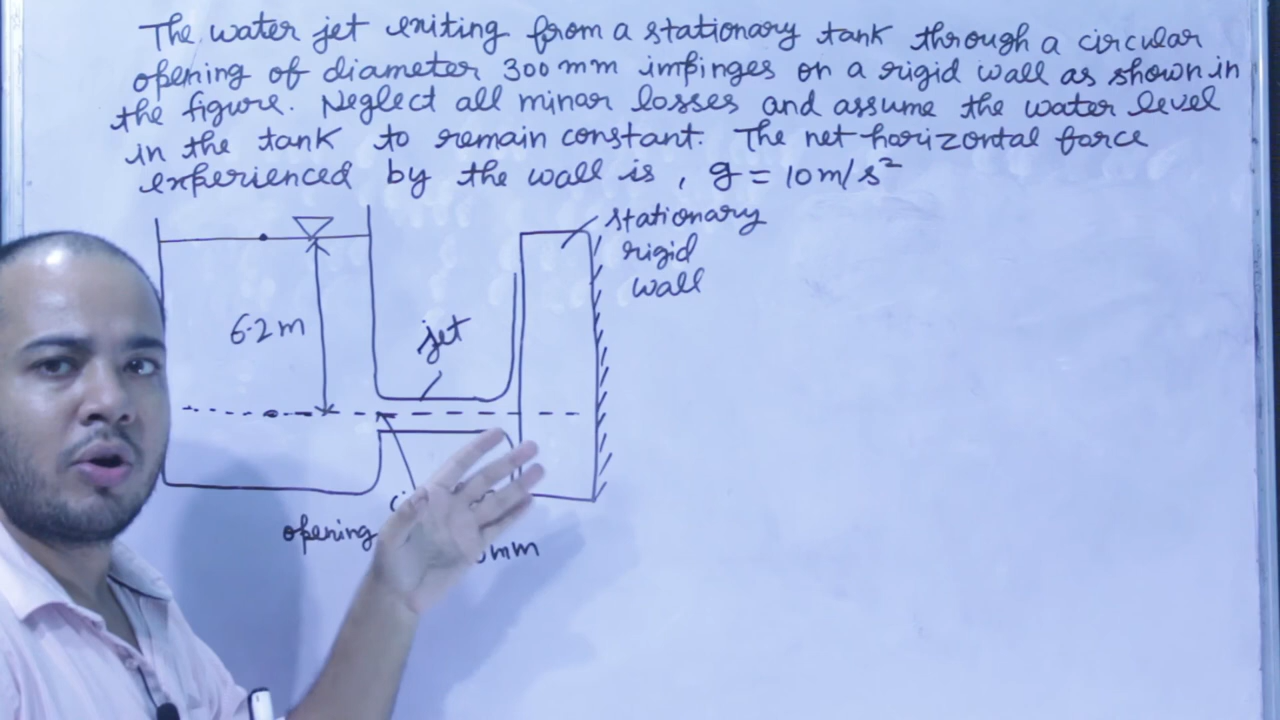 The water jet exiting from a stationary tank through a circular
opening of diameter 300 mm impinges on a rigid wall as shown in
the figure. Neglect all minor losses and assume the water level
in the tank to remain constant. The net horizontal force
experienced by the wall is, g = 10 m/s²
stationary
rigid
wall
6.2m
jet
opening
mm